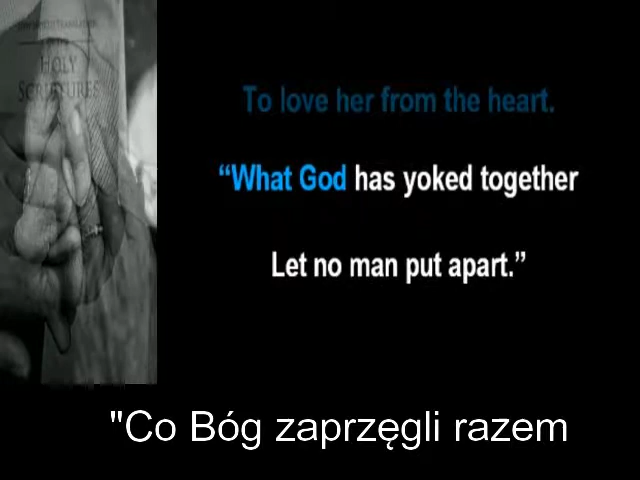 HOLY
SCRIPTURES
To love her from the heart.
“What God has yoked together
Let no man put apart.”
"Co Bóg zaprzęgli razem